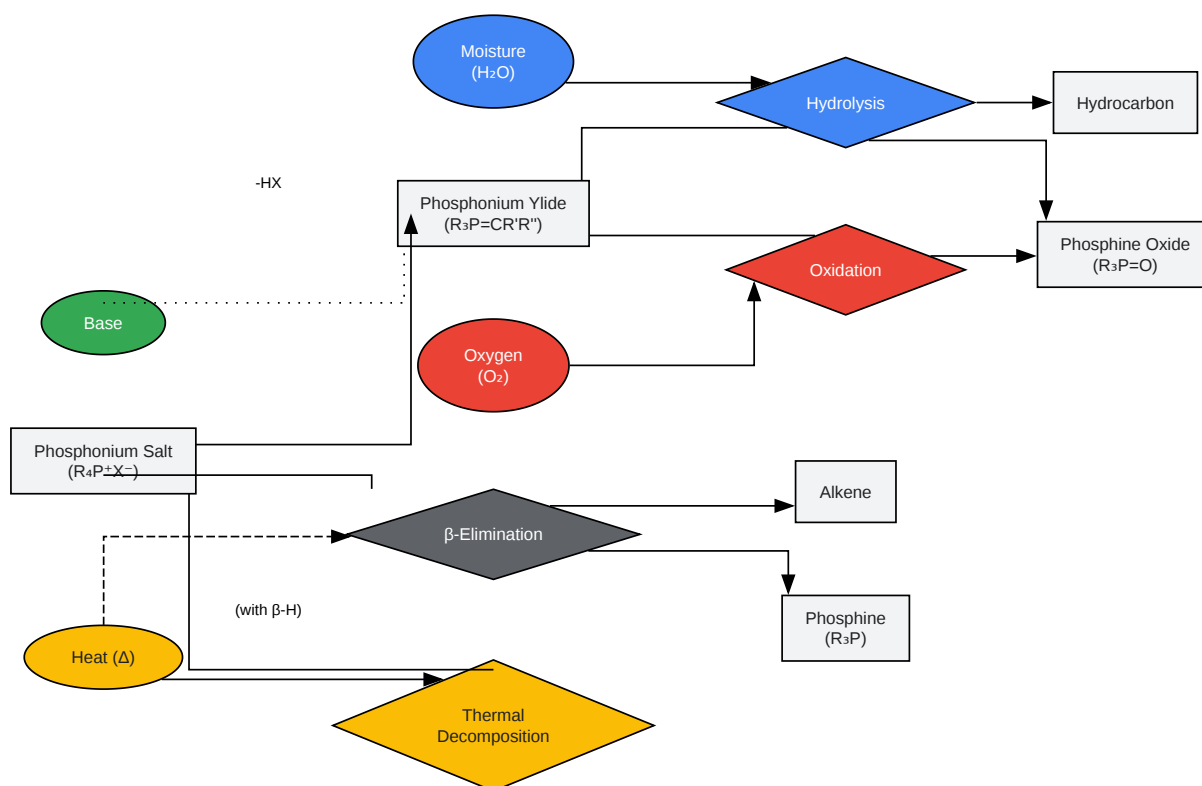 Moisture
(H₂O)
Hydrolysis
Hydrocarbon
-HX
Phosphonium Ylide
(R₃P=CR'R")
Phosphine Oxide
(R₃P=O)
Oxidation
Base
Oxygen
(O₂)
Phosphonium Salt
(R₄P⁺X⁻)
Alkene
β-Elimination
(with β-H)
Phosphine
(R₃P)
Heat (Δ)
Thermal
Decomposition